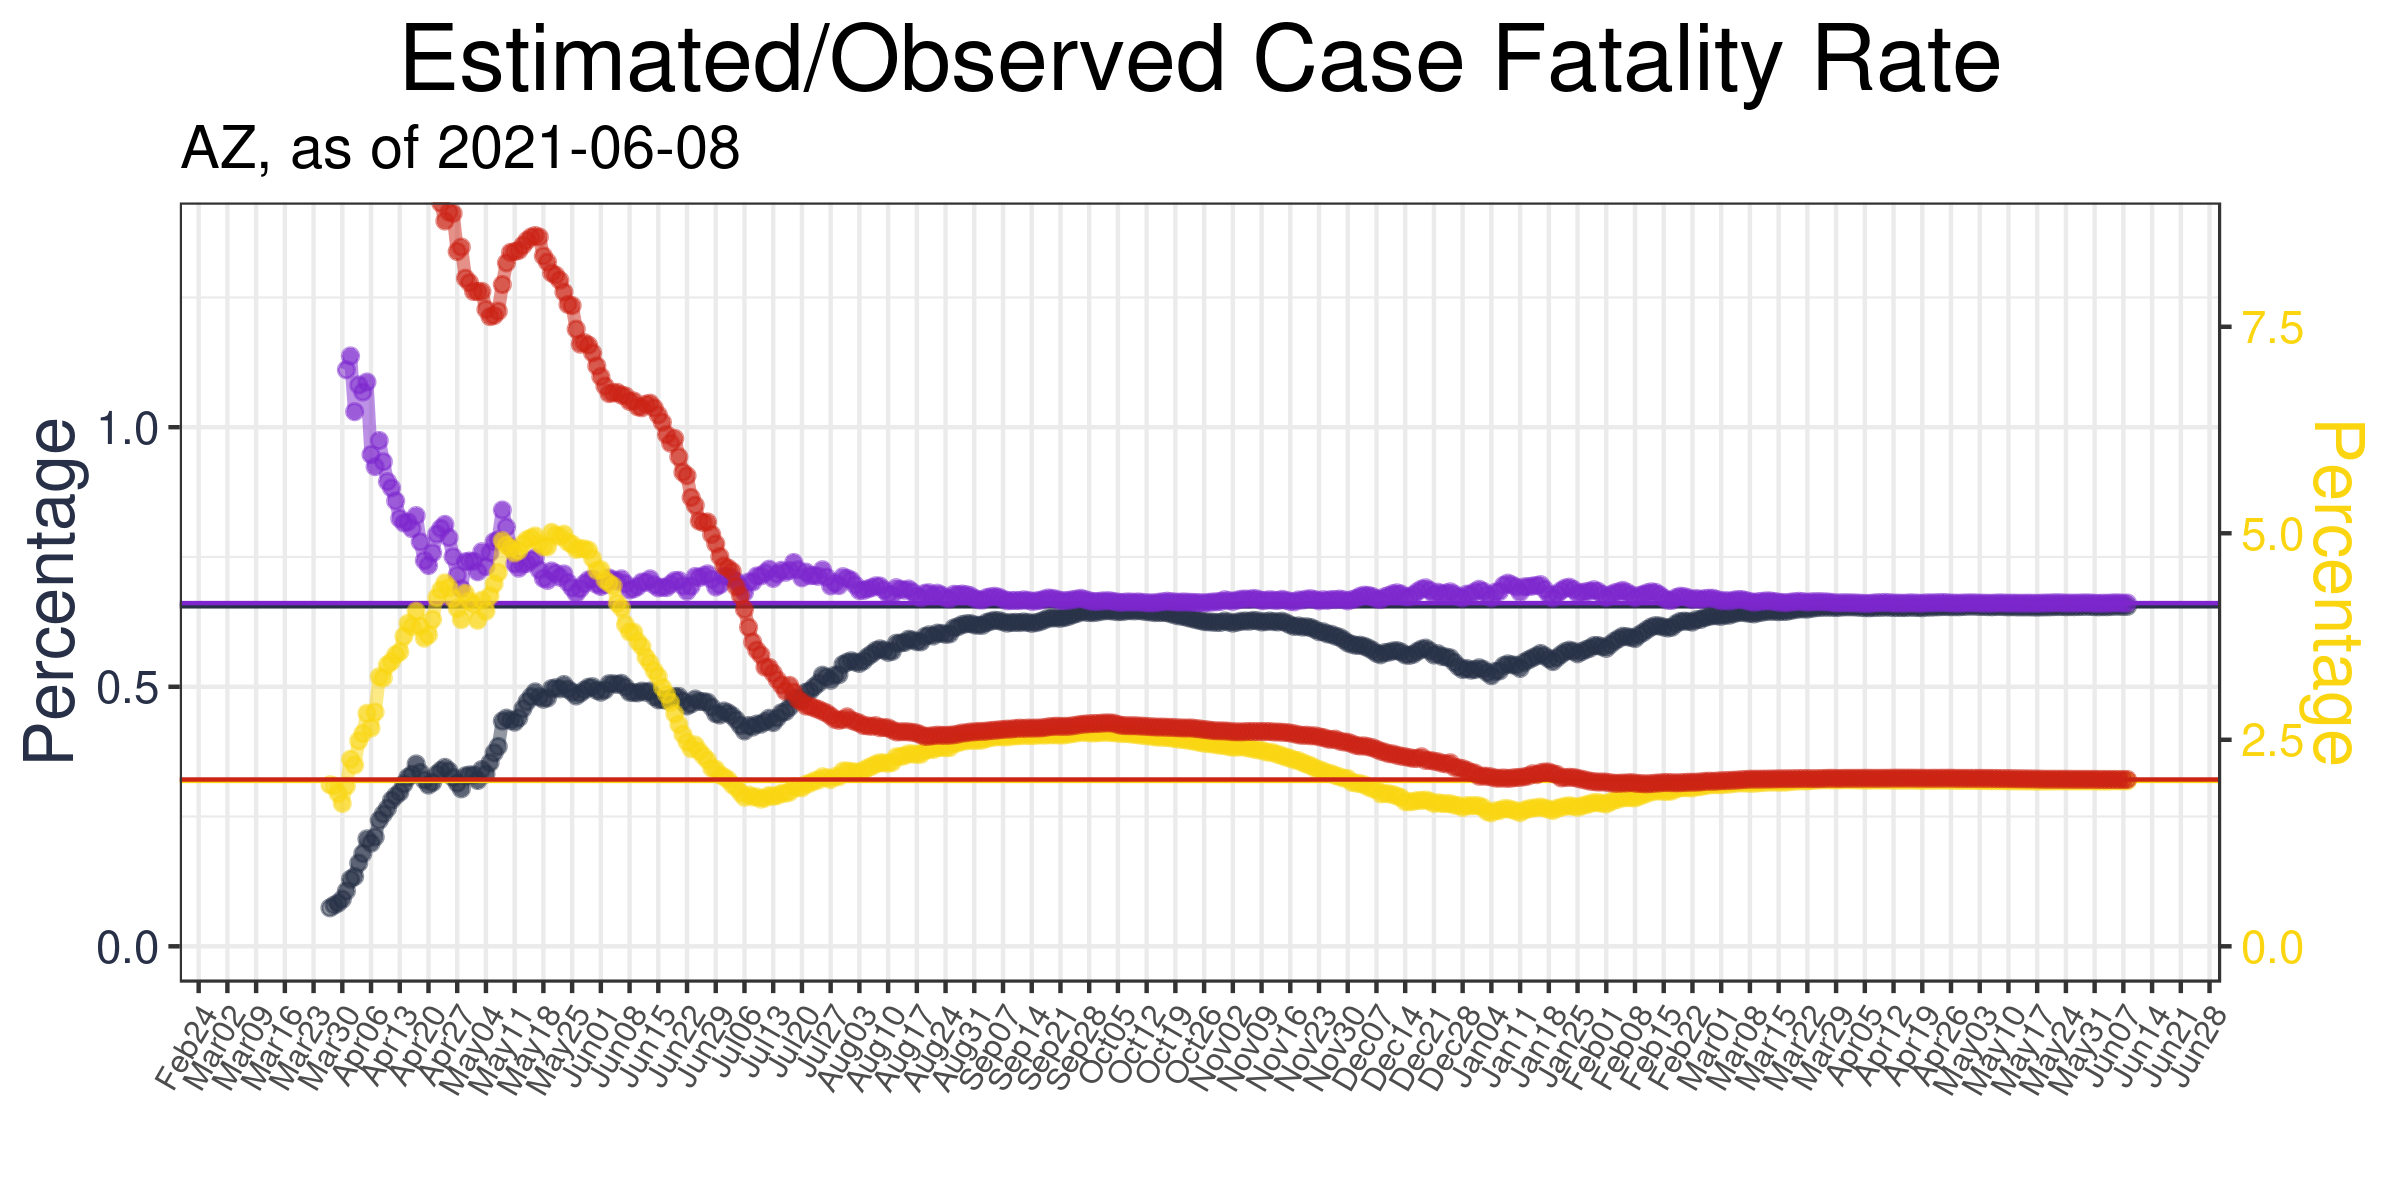 Estimated/Observed Case Fatality Rate
AZ, as of 2021-06-08
Percentage
1.0
0.5
0.0
7.5
5.0
2.5
0.0
Percentage
Feb24
Mar02
Mar09
Mar16
Mar23
Mar30
Apr06
Apr13
Apr20
Apr27
May04
May11
May18
May25
Jun01
Jun08
Jun15
Jun22
Jun29
Jul06
Jul13
Jul20
Jul27
Aug03
Aug10
Aug17
Aug24
Aug31
Sep07
Sep14
Sep21
Sep28
Oct05
Oct12
Oct19
Oct26
Nov02
Nov09
Nov16
Nov23
Nov30
Dec07
Dec14
Dec21
Dec28
Jan04
Jan11
Jan18
Jan25
Feb01
Feb08
Feb15
Feb22
Mar01
Mar08
Mar15
Mar22
Mar29
Apr05
Apr12
Apr19
Apr26
May03
May10
May17
May24
May31
Jun07
Jun14
Jun21
Jun28